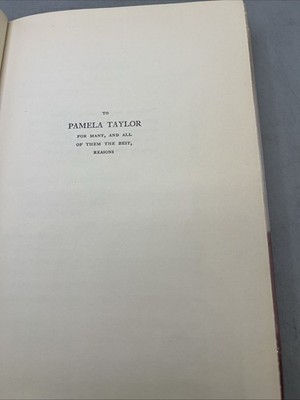 TO
PAMELA TAYLOR
FOR MANY, AND ALL
OF THEM THE BEST,
REASONS